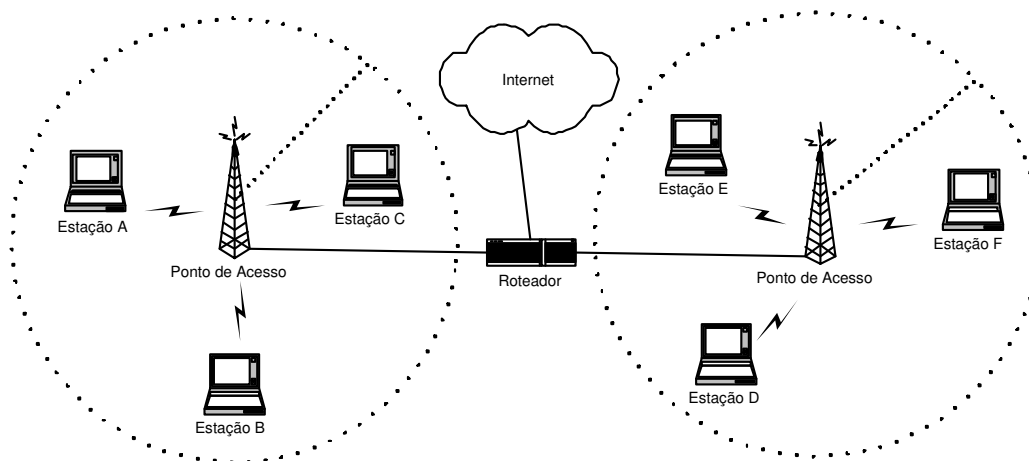 Internet
Estação A
Estação C
Estação E
Estação F
Ponto de Acesso
Roteador
Ponto de Acesso
Estação B
Estação D